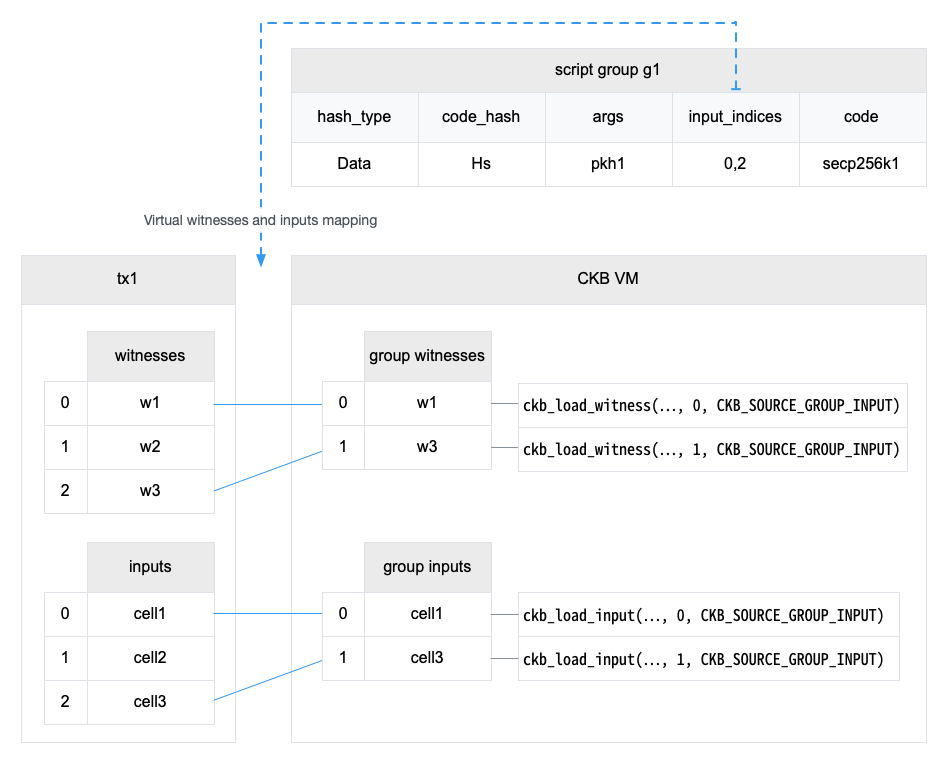 script group g1
hash_type code_hash args input_indices code
Data Hs pkh1 0,2 secp256k1
Virtual witnesses and inputs mapping
tx1
witnesses
0 w1
1 w2
2 w3
inputs
0 cell1
1 cell2
2 cell3
CKB VM
group witnesses
0 w1 ckb_load_witness(..., 0, CKB_SOURCE_GROUP_INPUT)
1 w3 ckb_load_witness(..., 1, CKB_SOURCE_GROUP_INPUT)
group inputs
0 cell1 ckb_load_input(..., 0, CKB_SOURCE_GROUP_INPUT)
1 cell3 ckb_load_input(..., 1, CKB_SOURCE_GROUP_INPUT)